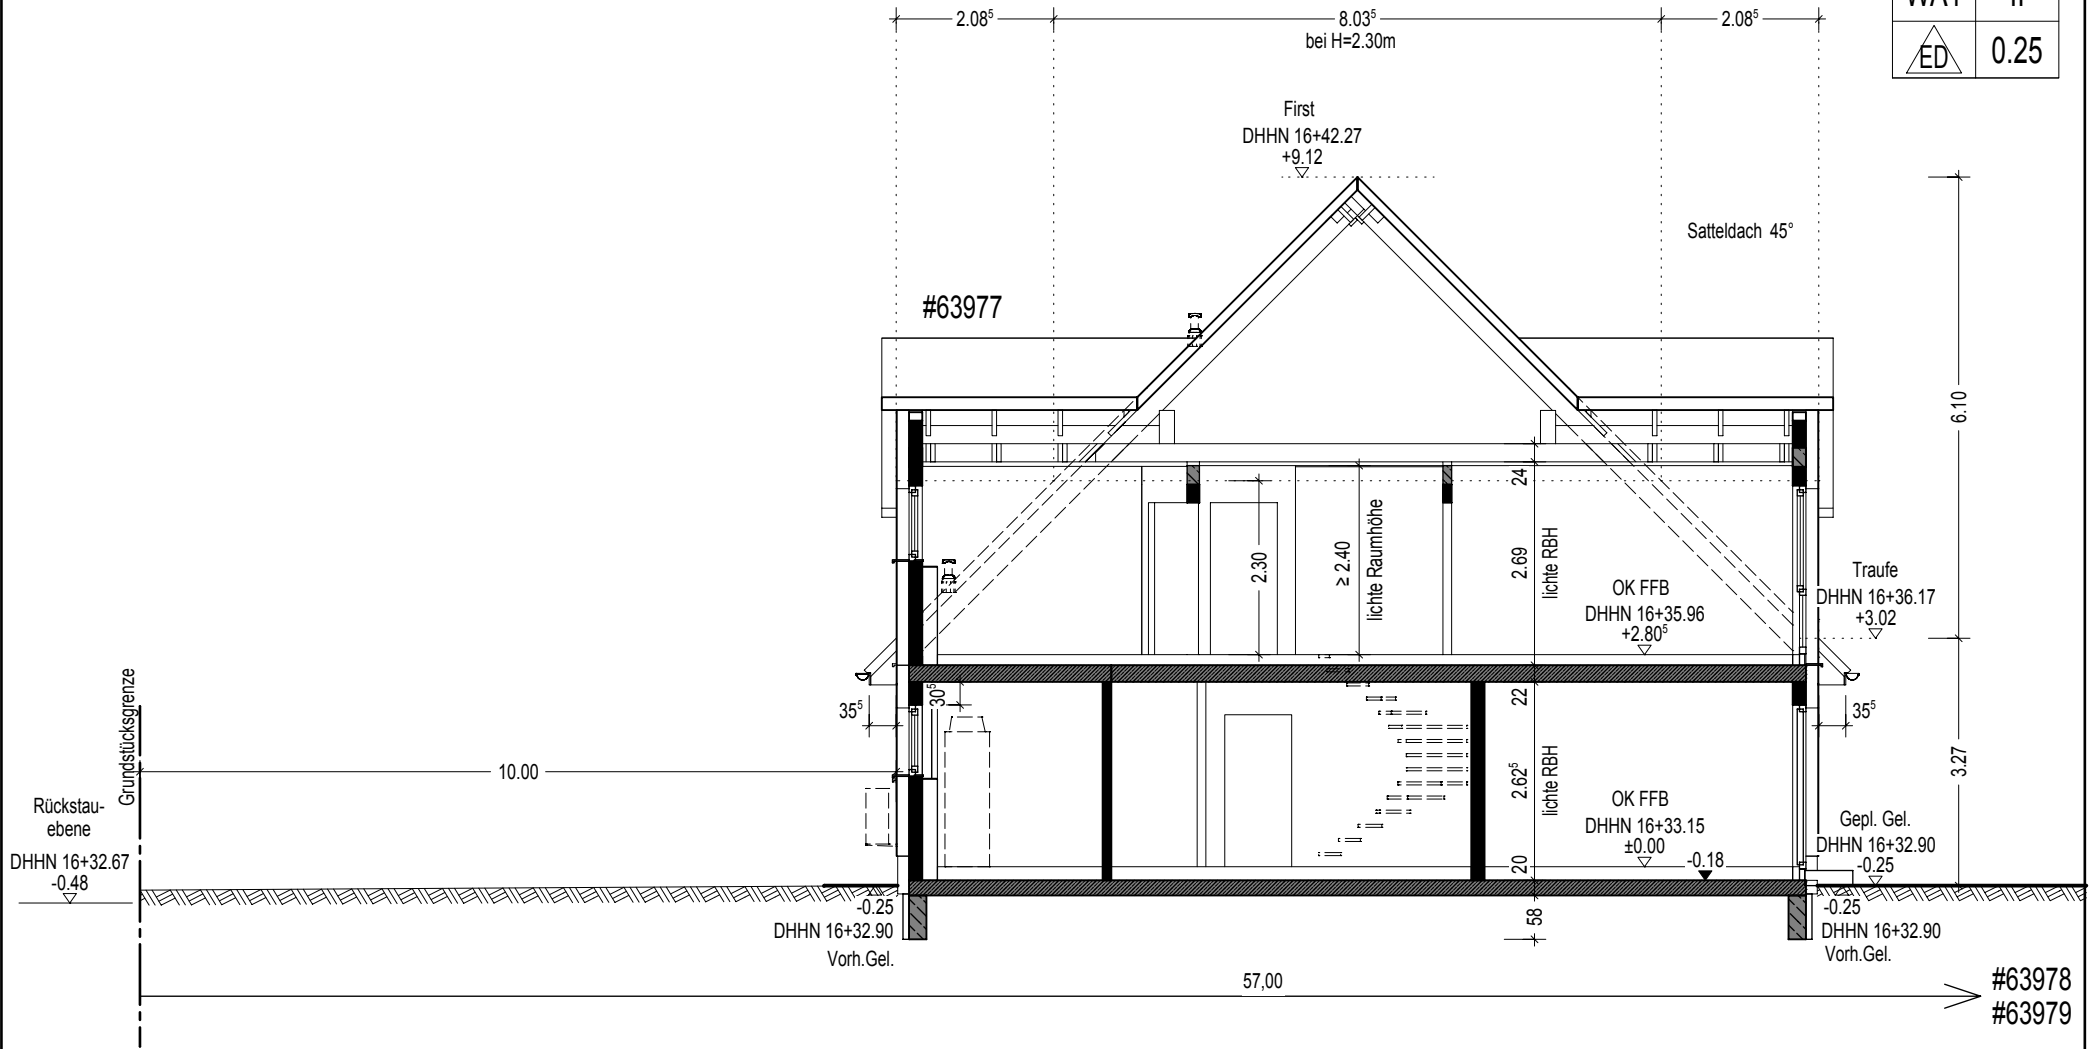 2.08⁵
8.03⁵
2.08⁵
bei H=2.30m
ED
0.25
First
DHHN 16+42.27
+9.12
Satteldach 45°
#63977
6.10
24
2.30
≥ 2.40
lichte Raumhöhe
2.69
lichte RBH
OK FFB
DHHN 16+35.96
+2.80⁵
Traufe
DHHN 16+36.17
+3.02
Grundstücksgrenze
35⁵
30⁵
22
35⁵
10.00
2.62⁵
lichte RBH
3.27
Rückstau-
ebene
DHHN 16+32.67
-0.48
OK FFB
DHHN 16+33.15
±0.00
-0.18
20
Gepl. Gel.
DHHN 16+32.90
-0.25
-0.25
DHHN 16+32.90
Vorh.Gel.
58
-0.25
DHHN 16+32.90
Vorh.Gel.
57,00
#63978
#63979